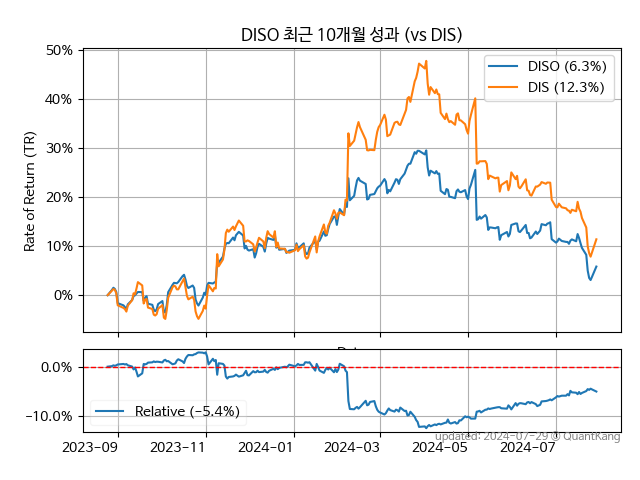 DISO 최근 10개월 성과 (vs DIS)
50%
40%
30%
20%
10%
0%
Rate of Return (TR)
DISO (6.3%)
DIS (12.3%)
0.0%
−10.0%
Relative (−5.4%)
2023−09
2023−11
2024−01
2024−03
2024−05
2024−07
updated: 2024−07−29 © QuantKang